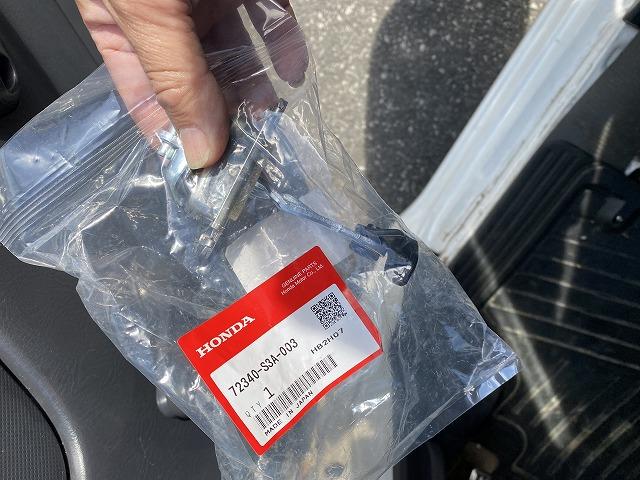 GENUINE PARTS
Honda Motor Co., Ltd.
HONDA
72340-S3A-003
HB2H07
QTY 1
MADE IN JAPAN